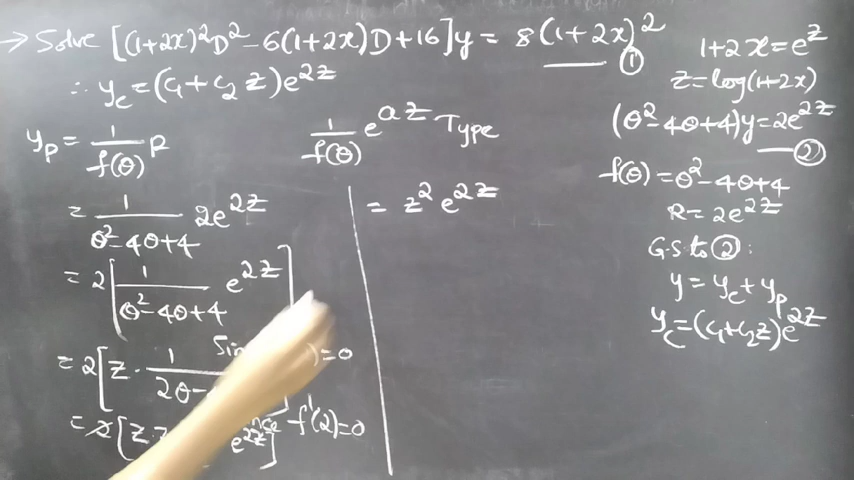 → Solve [(1+2x)²D² - 6(1+2x)D + 16]y = 8(1+2x)² ①
∴ y_c = (c₁ + c₂ z) e^{2z}
y_p = 1/f(θ) R
= 1/(θ² - 4θ + 4) 2e^{2z}
= 2[1/(θ² - 4θ + 4) e^{2z}]
= 2[z · 1/(2θ-
)=0
= 2[z.
e^{2z}] f'(2)=0
1/f(θ) e^{az} Type
= z² e^{2z}
1+2x = e^z
z = log(1+2x)
(θ² - 4θ + 4)y = 2e^{2z} ②
f(θ) = θ² - 4θ + 4
R = 2e^{2z}
G.S to ② :
y = y_c + y_p
y_c = (c₁ + c₂z) e^{2z}